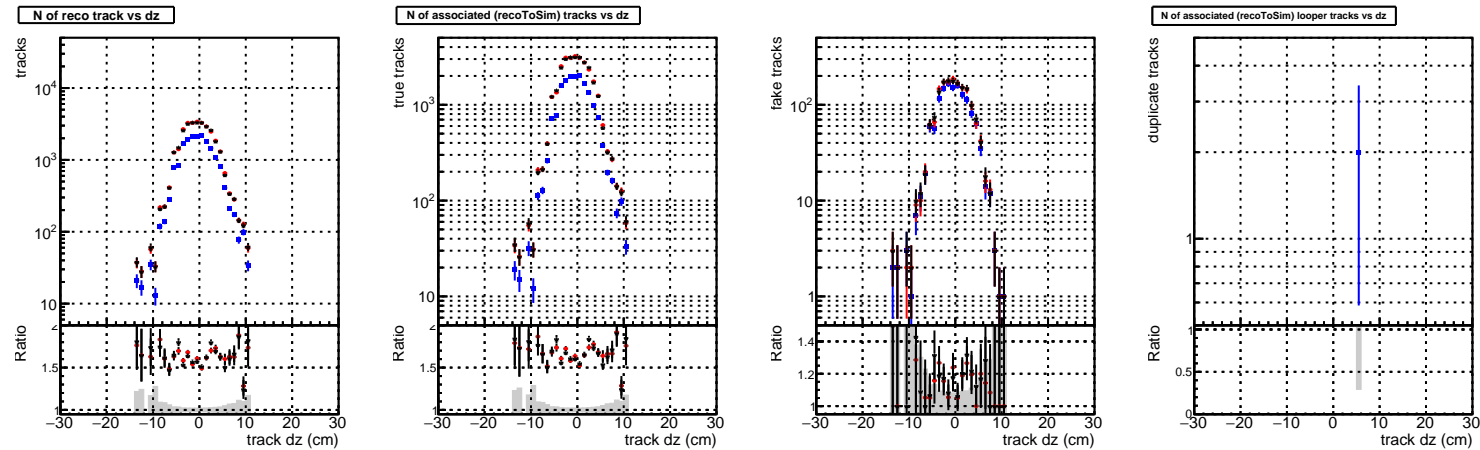 N of reco track vs dz
tracks
10⁴
10³
10²
10
Ratio
2
1.5
1
−30 −20 −10 0 10 20 30
track dz (cm)
N of associated (recoToSim) tracks vs dz
true tracks
10³
10²
10
Ratio
2
1.5
1
−30 −20 −10 0 10 20 30
track dz (cm)
fake tracks
10²
10
1
Ratio
1.4
1.2
1
−30 −20 −10 0 10 20 30
track dz (cm)
N of associated (recoToSim) looper tracks vs dz
duplicate tracks
1
Ratio
1
0.5
0
−30 −20 −10 0 10 20 30
track dz (cm)